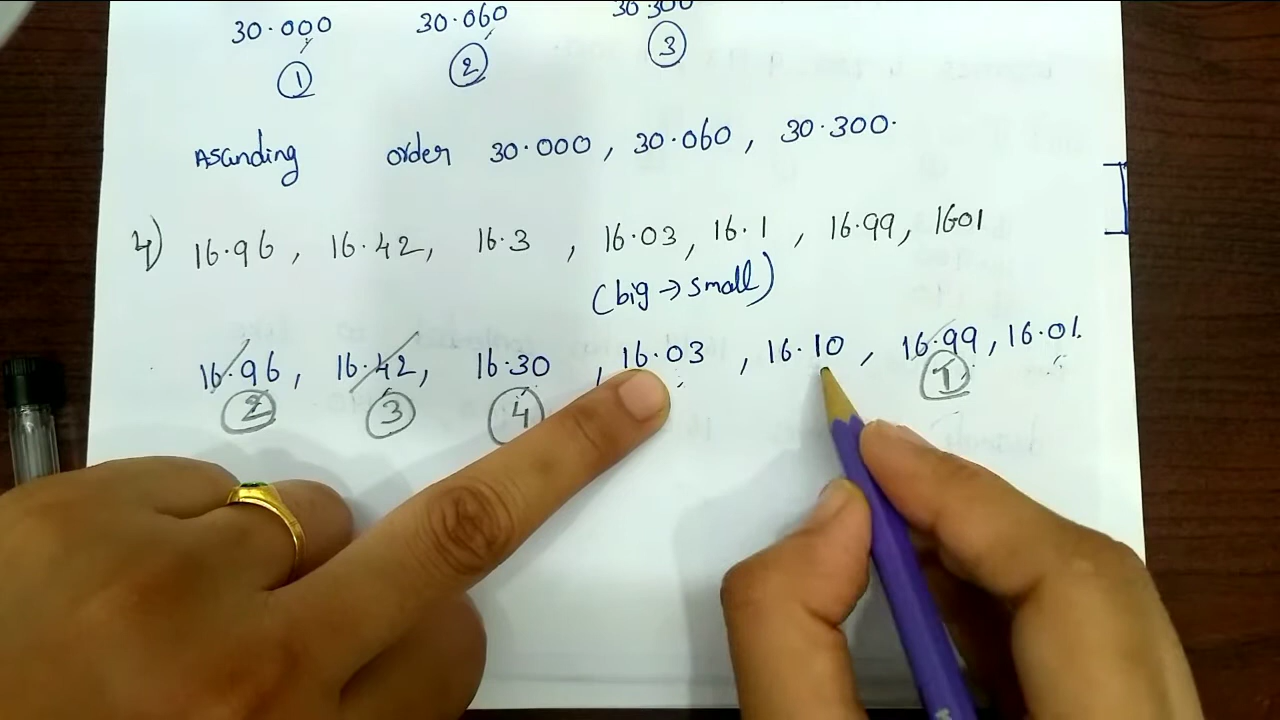 30.000 30.060 30.300
1 2 3
Asanding order 30.000, 30.060, 30.300.
4) 16.96, 16.42, 16.3, 16.03, 16.1, 16.99, 1601
(big → small)
16.96, 16.42, 16.30, 16.03, 16.10, 16.99, 16.01.
2 3 4 1